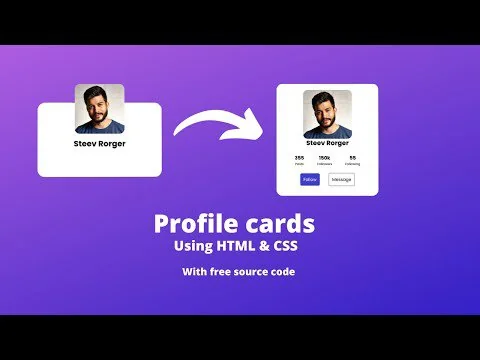 Steev Rorger
Steev Rorger
355 150k 55
Posts Followers Following
Follow Message
Profile cards
Using HTML & CSS
With free source code